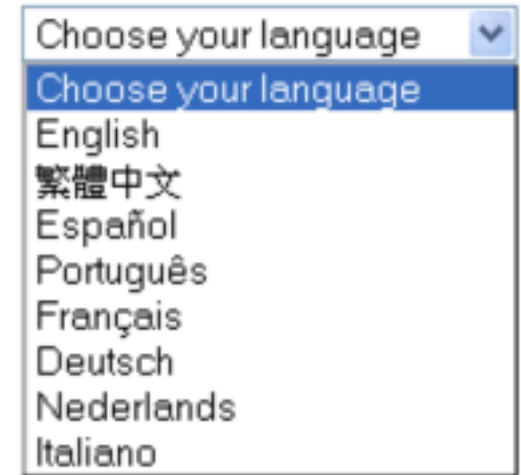 Choose your language
Choose your language
English
繁體中文
Español
Português
Français
Deutsch
Nederlands
Italiano